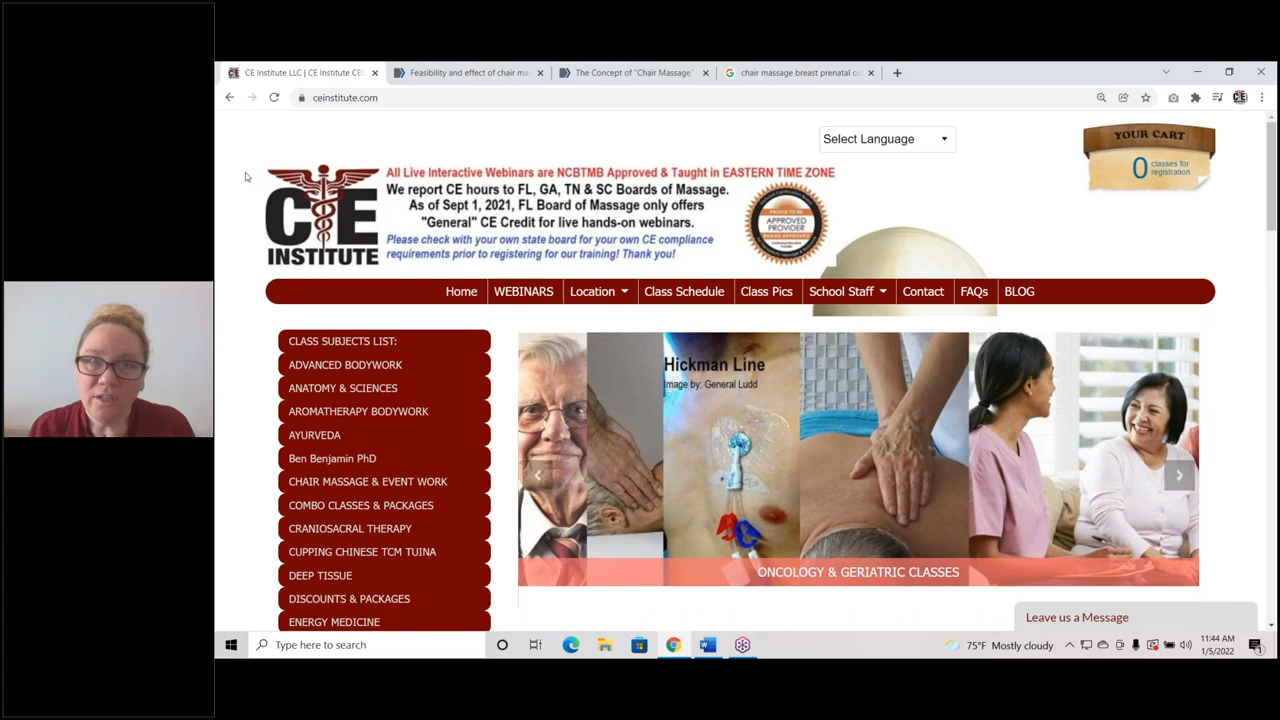 CE Institute LLC | CE Institute CEU
Feasibility and effect of chair ma
The Concept of "Chair Massage"
chair massage breast prenatal cu
ceinstitute.com
Select Language
YOUR CART
0 classes for registration
CE
INSTITUTE
All Live Interactive Webinars are NCBTMB Approved & Taught in EASTERN TIME ZONE
We report CE hours to FL, GA, TN & SC Boards of Massage.
As of Sept 1, 2021, FL Board of Massage only offers
"General" CE Credit for live hands-on webinars.
Please check with your own state board for your own CE compliance
requirements prior to registering for our training! Thank you!
APPROVED
PROVIDER
Home WEBINARS Location Class Schedule Class Pics School Staff Contact FAQs BLOG
CLASS SUBJECTS LIST:
ADVANCED BODYWORK
ANATOMY & SCIENCES
AROMATHERAPY BODYWORK
AYURVEDA
Ben Benjamin PhD
CHAIR MASSAGE & EVENT WORK
COMBO CLASSES & PACKAGES
CRANIOSACRAL THERAPY
CUPPING CHINESE TCM TUINA
DEEP TISSUE
DISCOUNTS & PACKAGES
ENERGY MEDICINE
Hickman Line
Image by: General Ludd
ONCOLOGY & GERIATRIC CLASSES
Leave us a Message
Type here to search
75°F Mostly cloudy
11:44 AM
1/5/2022